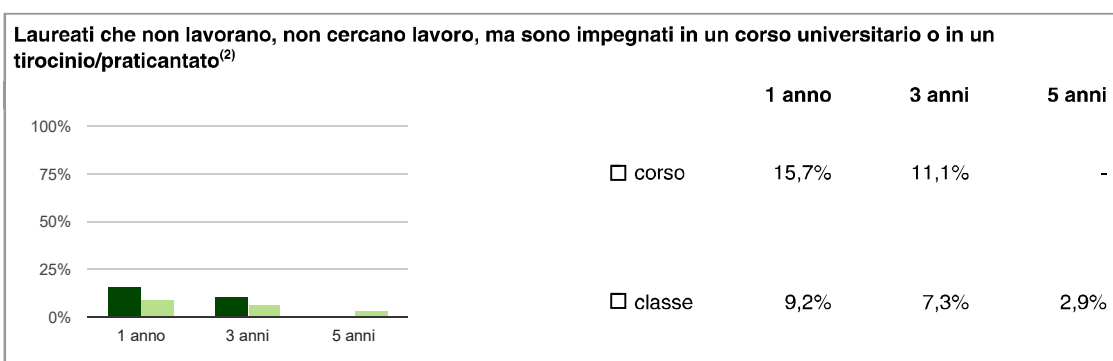 Laureati che non lavorano, non cercano lavoro, ma sono impegnati in un corso universitario o in un
tirocinio/praticantato(2)
1 anno 3 anni 5 anni
100%
75%
50%
25%
0%
1 anno 3 anni 5 anni
corso 15,7% 11,1% -
classe 9,2% 7,3% 2,9%